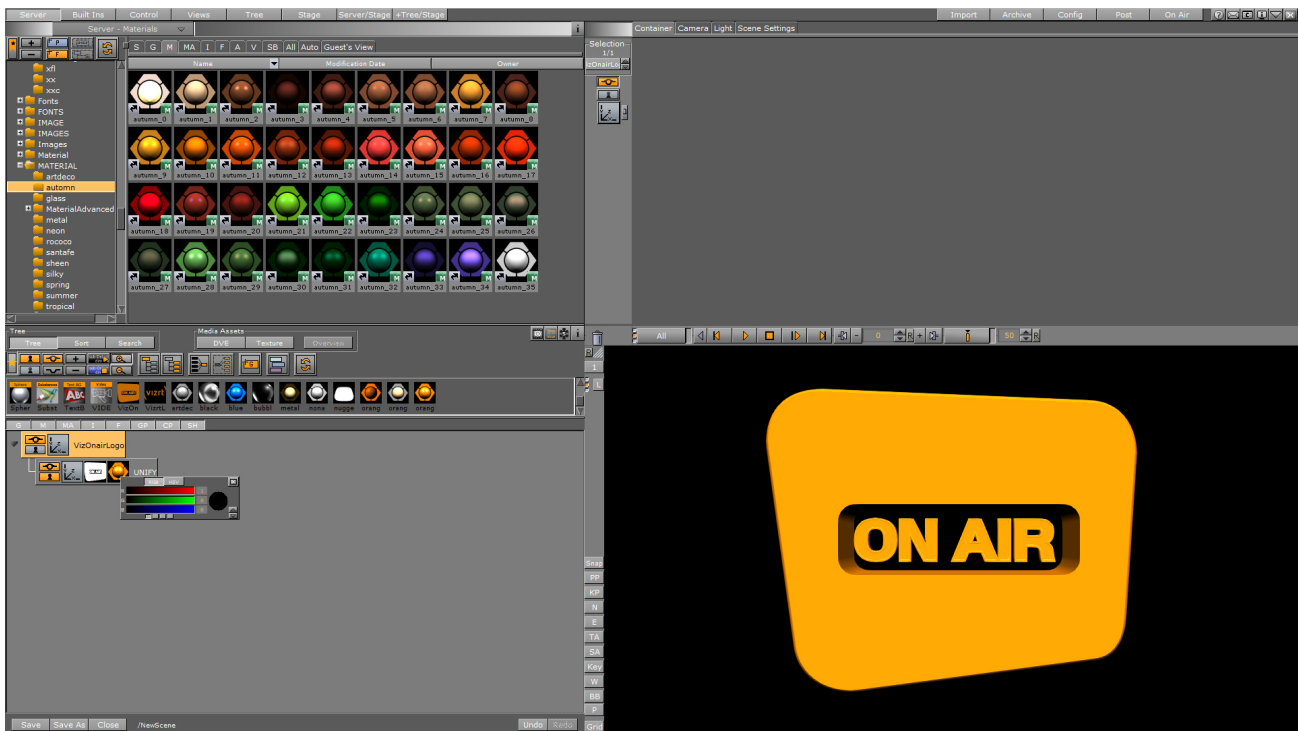 Server Built Ins Control Views Tree Stage Server/Stage +Tree/Stage Import Archive Config Post On Air
Server - Materials
Container Camera Light Scene Settings
S G M MA I F A V SB All Auto Guest's View
Selection
1/1
Name Modification Date Owner
xfl
xx
xxc
Fonts
FONTS
IMAGE
IMAGES
Images
Material
MATERIAL
artdeco
automn
glass
MaterialAdvanced
metal
neon
rococo
santafe
sheen
silky
spring
summer
tropical
autumn_0 autumn_1 autumn_2 autumn_3 autumn_4 autumn_5 autumn_6 autumn_7 autumn_8
autumn_9 autumn_10 autumn_11 autumn_12 autumn_13 autumn_14 autumn_15 autumn_16 autumn_17
autumn_18 autumn_19 autumn_20 autumn_21 autumn_22 autumn_23 autumn_24 autumn_25 autumn_26
autumn_27 autumn_28 autumn_29 autumn_30 autumn_31 autumn_32 autumn_33 autumn_34 autumn_35
Tree Media Assets
Tree Sort Search DVE Texture Overview
All 0 R 50 R
Spher Subst TextB VIDE VizOn VizrtL artdec black blue bubbl metal nona nugge orang orang orang
G M MA I F GP CP SH
VizOnairLogo
UNIFY
RGB HSV
R
G
B
1
L
Snap
PP
KP
N
E
TA
SA
Key
W
BB
P
Grid
ON AIR
Save Save As Close /NewScene Undo Redo